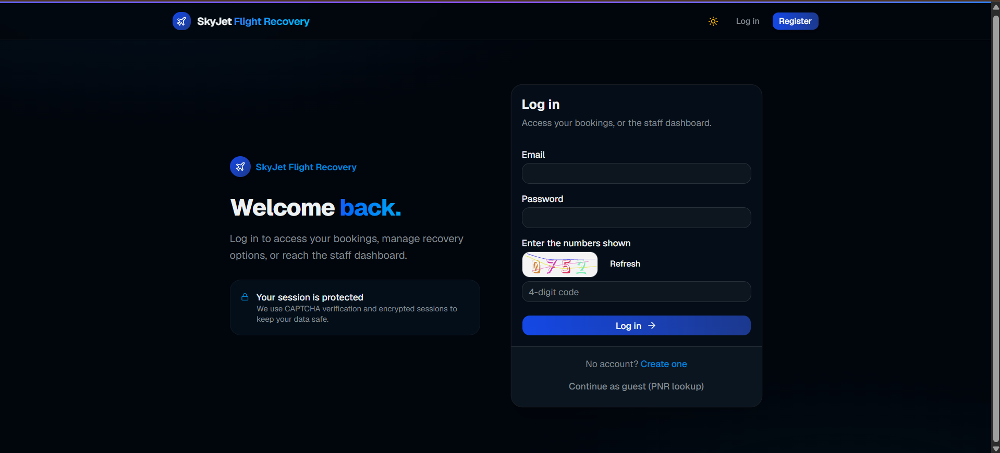 SkyJet Flight Recovery
Log in
Register
SkyJet Flight Recovery
Welcome back.
Log in to access your bookings, manage recovery
options, or reach the staff dashboard.
Your session is protected
We use CAPTCHA verification and encrypted sessions to
keep your data safe.
Log in
Access your bookings, or the staff dashboard.
Email
Password
Enter the numbers shown
0752
Refresh
4-digit code
Log in →
No account? Create one
Continue as guest (PNR lookup)